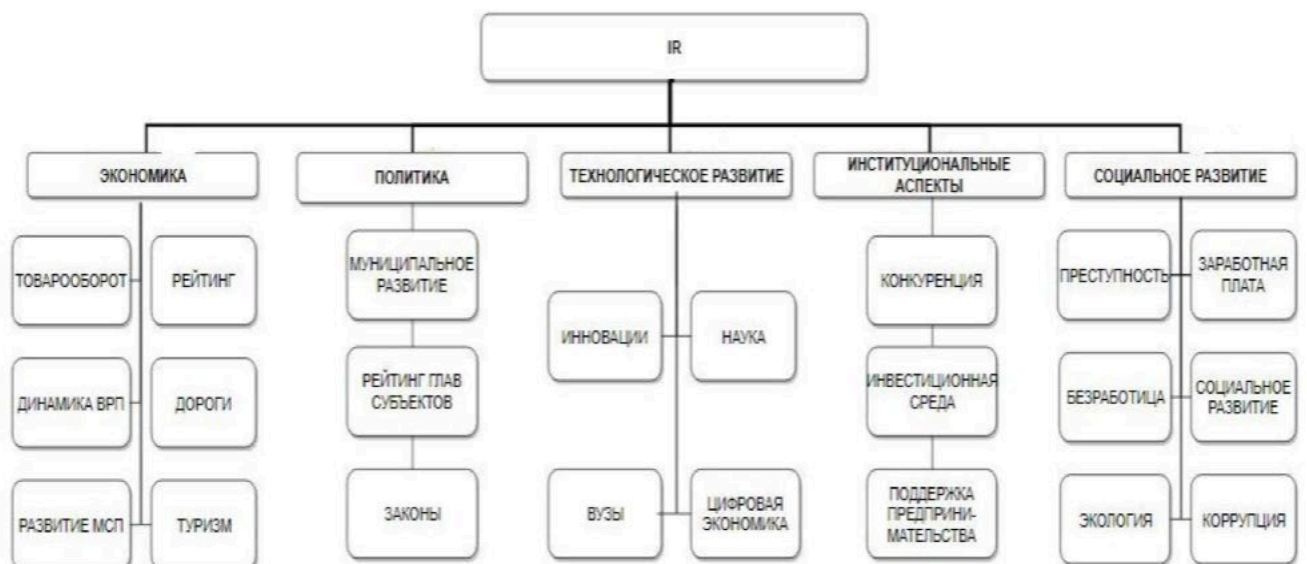 IR
ЭКОНОМИКА
ПОЛИТИКА
ТЕХНОЛОГИЧЕСКОЕ РАЗВИТИЕ
ИНСТИТУЦИОНАЛЬНЫЕ
АСПЕКТЫ
СОЦИАЛЬНОЕ РАЗВИТИЕ
ТОВАРООБОРОТ
РЕЙТИНГ
ДИНАМИКА ВРП
ДОРОГИ
РАЗВИТИЕ МСП
ТУРИЗМ
МУНИЦИПАЛЬНОЕ
РАЗВИТИЕ
РЕЙТИНГ ГЛАВ
СУБЪЕКТОВ
ЗАКОНЫ
ИННОВАЦИИ
НАУКА
ВУЗЫ
ЦИФРОВАЯ
ЭКОНОМИКА
КОНКУРЕНЦИЯ
ИНВЕСТИЦИОННАЯ
СРЕДА
ПОДДЕРЖКА
ПРЕДПРИНИ-
МАТЕЛЬСТВА
ПРЕСТУПНОСТЬ
ЗАРАБОТНАЯ
ПЛАТА
БЕЗРАБОТИЦА
СОЦИАЛЬНОЕ
РАЗВИТИЕ
ЭКОЛОГИЯ
КОРРУПЦИЯ